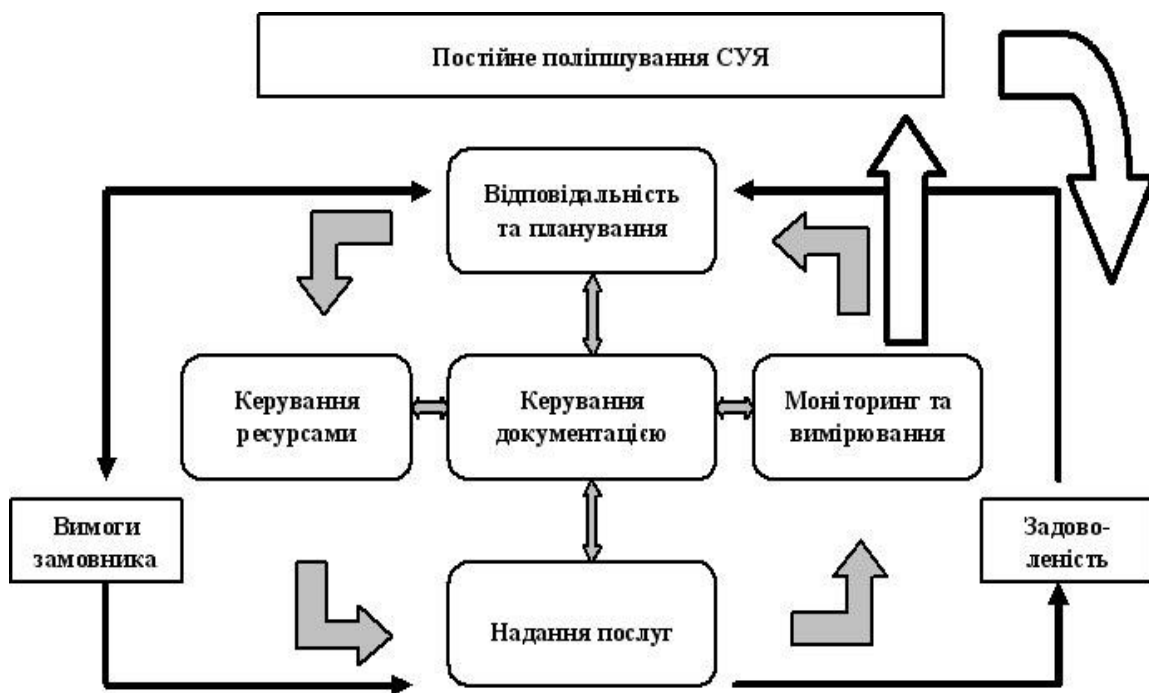 Постійне поліпшування СУЯ
Відповідальність
та планування
Керування
ресурсами
Керування
документацією
Моніторинг та
вимірювання
Вимоги
замовника
Задово-
леність
Надання послуг